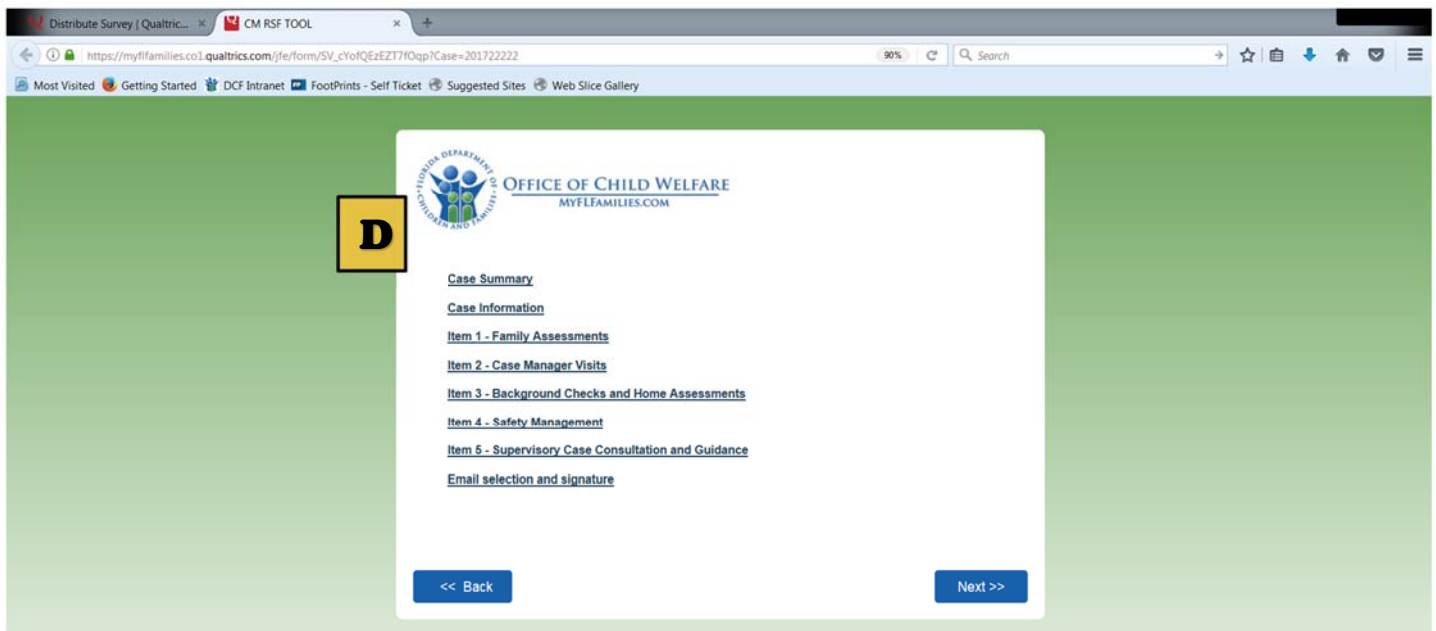 Distribute Survey | Qualtric... × CM RSF TOOL × +
https://myflfamilies.co1.qualtrics.com/jfe/form/SV_cYofQEzEZT7fOqp?Case=201722222 90% Search
Most Visited Getting Started DCF Intranet FootPrints - Self Ticket Suggested Sites Web Slice Gallery
FLORIDA DEPARTMENT OF CHILDREN AND FAMILIES
OFFICE OF CHILD WELFARE
MYFLFAMILIES.COM
D
Case Summary
Case Information
Item 1 - Family Assessments
Item 2 - Case Manager Visits
Item 3 - Background Checks and Home Assessments
Item 4 - Safety Management
Item 5 - Supervisory Case Consultation and Guidance
Email selection and signature
<< Back Next >>